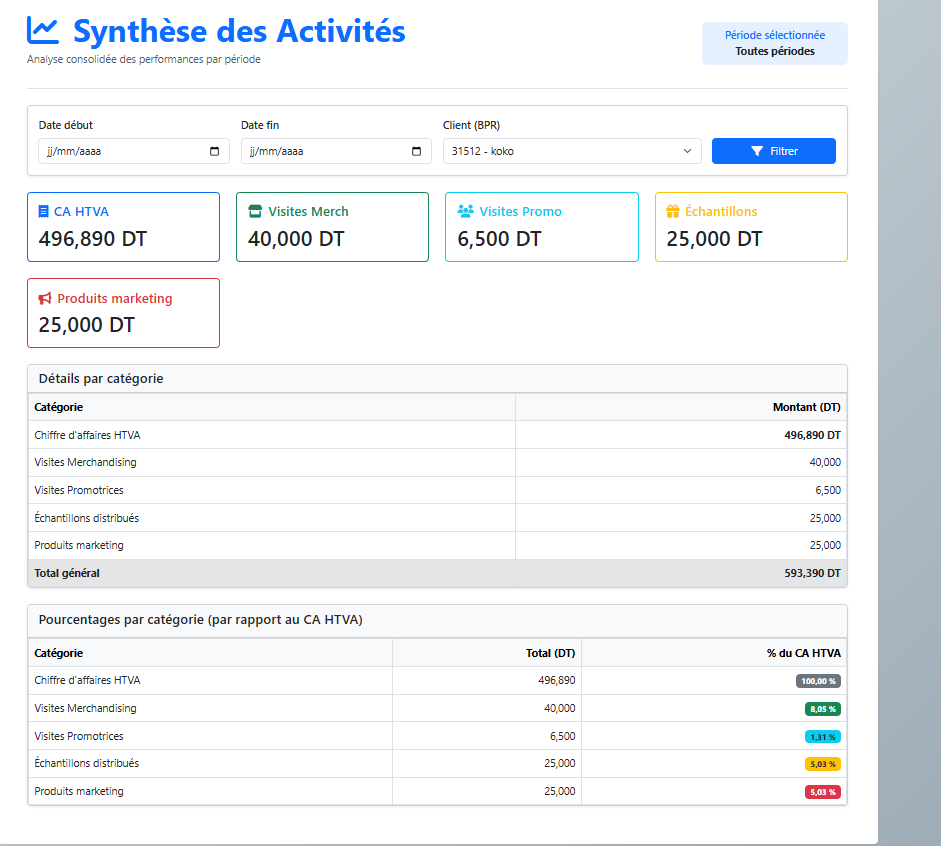 Synthèse des Activités
Analyse consolidée des performances par période
Période sélectionnée
Toutes périodes
Date début
Date fin
Client (BPR)
jj/mm/aaaa
jj/mm/aaaa
31512 - koko
Filtrer
CA HTVA
496,890 DT
Visites Merch
40,000 DT
Visites Promo
6,500 DT
Échantillons
25,000 DT
Produits marketing
25,000 DT
Détails par catégorie
Catégorie Montant (DT)
Chiffre d'affaires HTVA 496,890 DT
Visites Merchandising 40,000
Visites Promotrices 6,500
Échantillons distribués 25,000
Produits marketing 25,000
Total général 593,390 DT
Pourcentages par catégorie (par rapport au CA HTVA)
Catégorie Total (DT) % du CA HTVA
Chiffre d'affaires HTVA 496,890 100,00 %
Visites Merchandising 40,000 8,05 %
Visites Promotrices 6,500 1,31 %
Échantillons distribués 25,000 5,03 %
Produits marketing 25,000 5,03 %